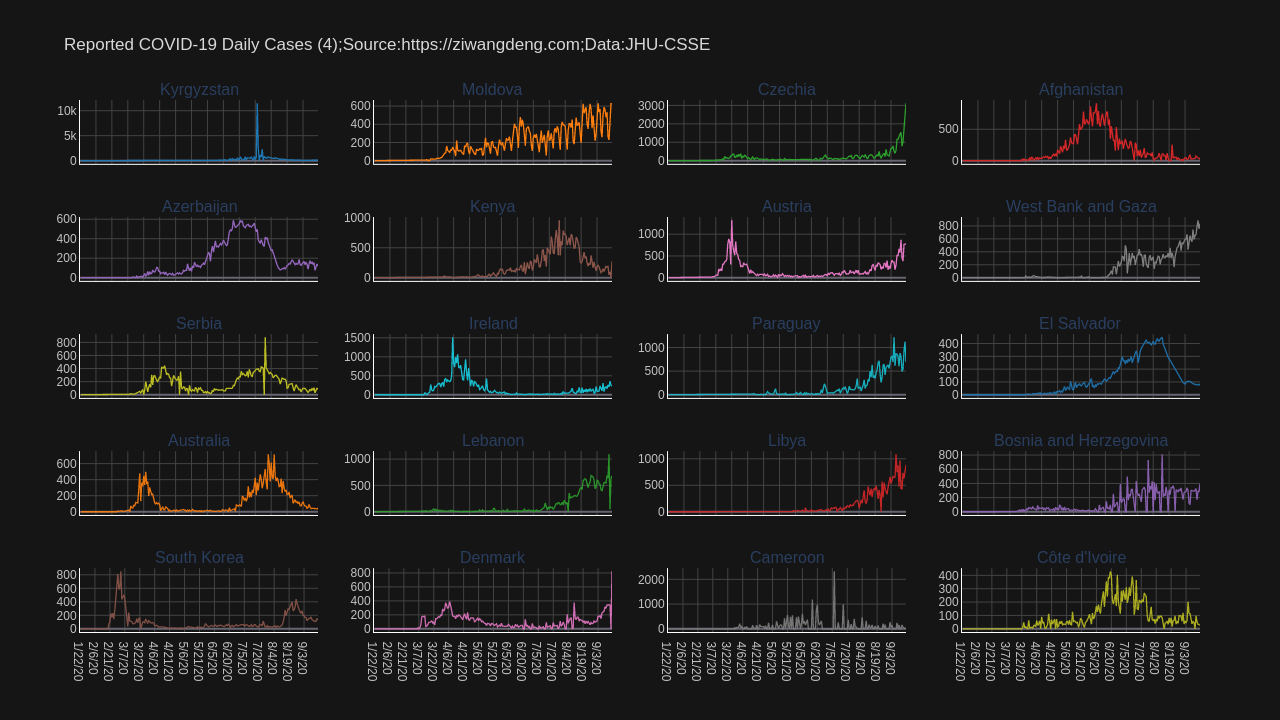 Reported COVID-19 Daily Cases (4);Source:https://ziwangdeng.com;Data:JHU-CSSE
Kyrgyzstan Moldova Czechia Afghanistan
10k 5k 0
600 400 200 0
3000 2000 1000 0
500 0
Azerbaijan Kenya Austria West Bank and Gaza
600 400 200 0
1000 500 0
1000 500 0
800 600 400 200 0
Serbia Ireland Paraguay El Salvador
800 600 400 200 0
1500 1000 500 0
1000 500 0
400 300 200 100 0
Australia Lebanon Libya Bosnia and Herzegovina
600 400 200 0
1000 500 0
1000 500 0
800 600 400 200 0
South Korea Denmark Cameroon Côte d'Ivoire
800 600 400 200 0
800 600 400 200 0
2000 1000 0
400 300 200 100 0
1/22/20 2/6/20 2/21/20 3/7/20 3/22/20 4/6/20 4/21/20 5/6/20 5/21/20 6/5/20 6/20/20 7/5/20 7/20/20 8/4/20 8/19/20 9/3/20
1/22/20 2/6/20 2/21/20 3/7/20 3/22/20 4/6/20 4/21/20 5/6/20 5/21/20 6/5/20 6/20/20 7/5/20 7/20/20 8/4/20 8/19/20 9/3/20
1/22/20 2/6/20 2/21/20 3/7/20 3/22/20 4/6/20 4/21/20 5/6/20 5/21/20 6/5/20 6/20/20 7/5/20 7/20/20 8/4/20 8/19/20 9/3/20
1/22/20 2/6/20 2/21/20 3/7/20 3/22/20 4/6/20 4/21/20 5/6/20 5/21/20 6/5/20 6/20/20 7/5/20 7/20/20 8/4/20 8/19/20 9/3/20